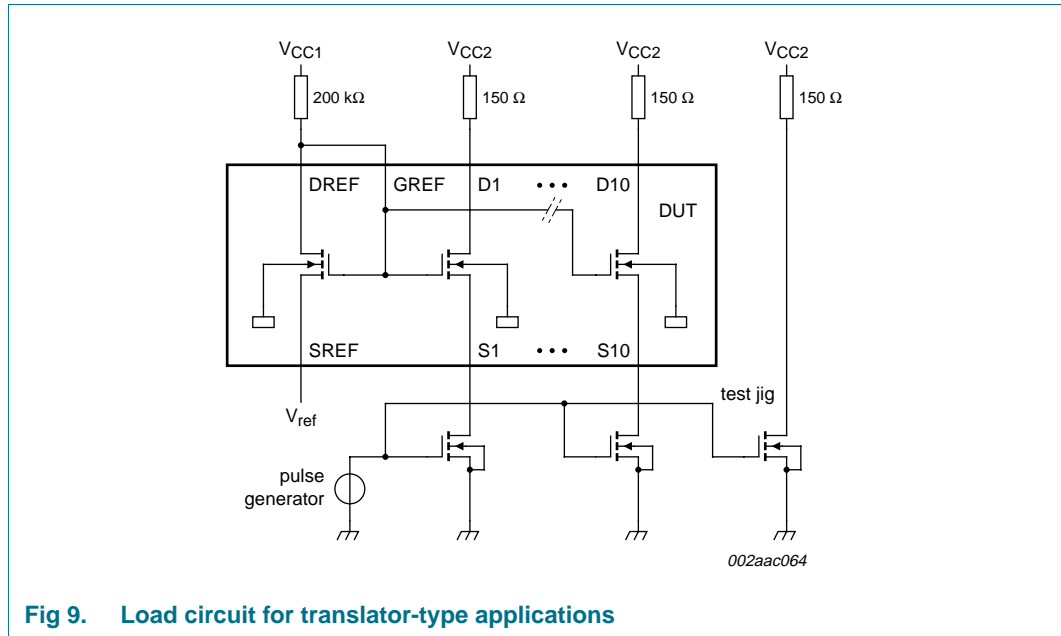 VCC1 VCC2 VCC2 VCC2
200 kΩ 150 Ω 150 Ω 150 Ω
DREF GREF D1 ••• D10
DUT
SREF S1 ••• S10
test jig
Vref
pulse
generator
002aac064
Fig 9. Load circuit for translator-type applications